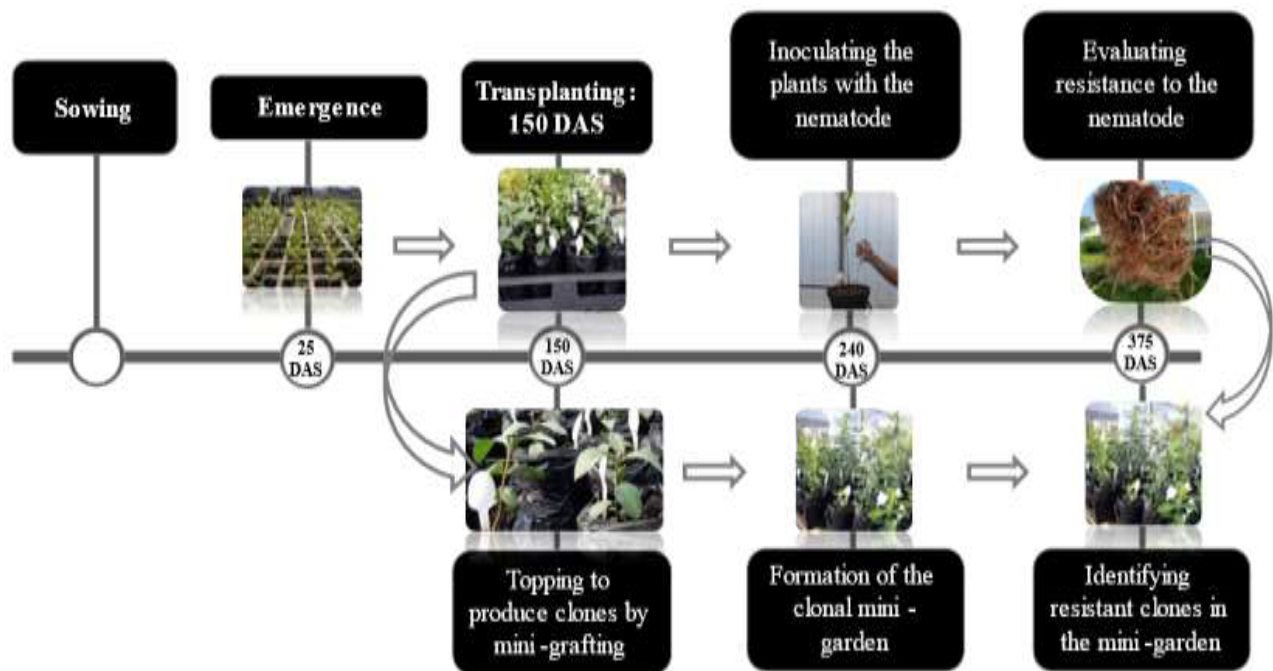 Sowing
Emergence
Transplanting:
150 DAS
Inoculating the
plants with the
nematode
Evaluating
resistance to the
nematode
25
DAS
150
DAS
240
DAS
375
DAS
Topping to
produce clones by
mini -grafting
Formation of the
clonal mini -
garden
Identifying
resistant clones in
the mini -garden